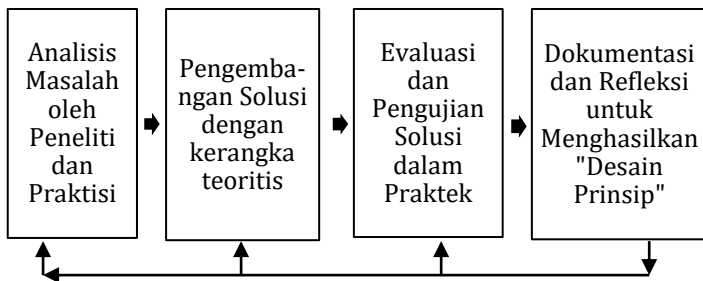 Analisis
Masalah
oleh
Peneliti
dan
Praktisi
Pengemba-
ngan Solusi
dengan
kerangka
teoritis
Evaluasi
dan
Pengujian
Solusi
dalam
Praktek
Dokumentasi
dan Refleksi
untuk
Menghasilkan
"Desain
Prinsip"